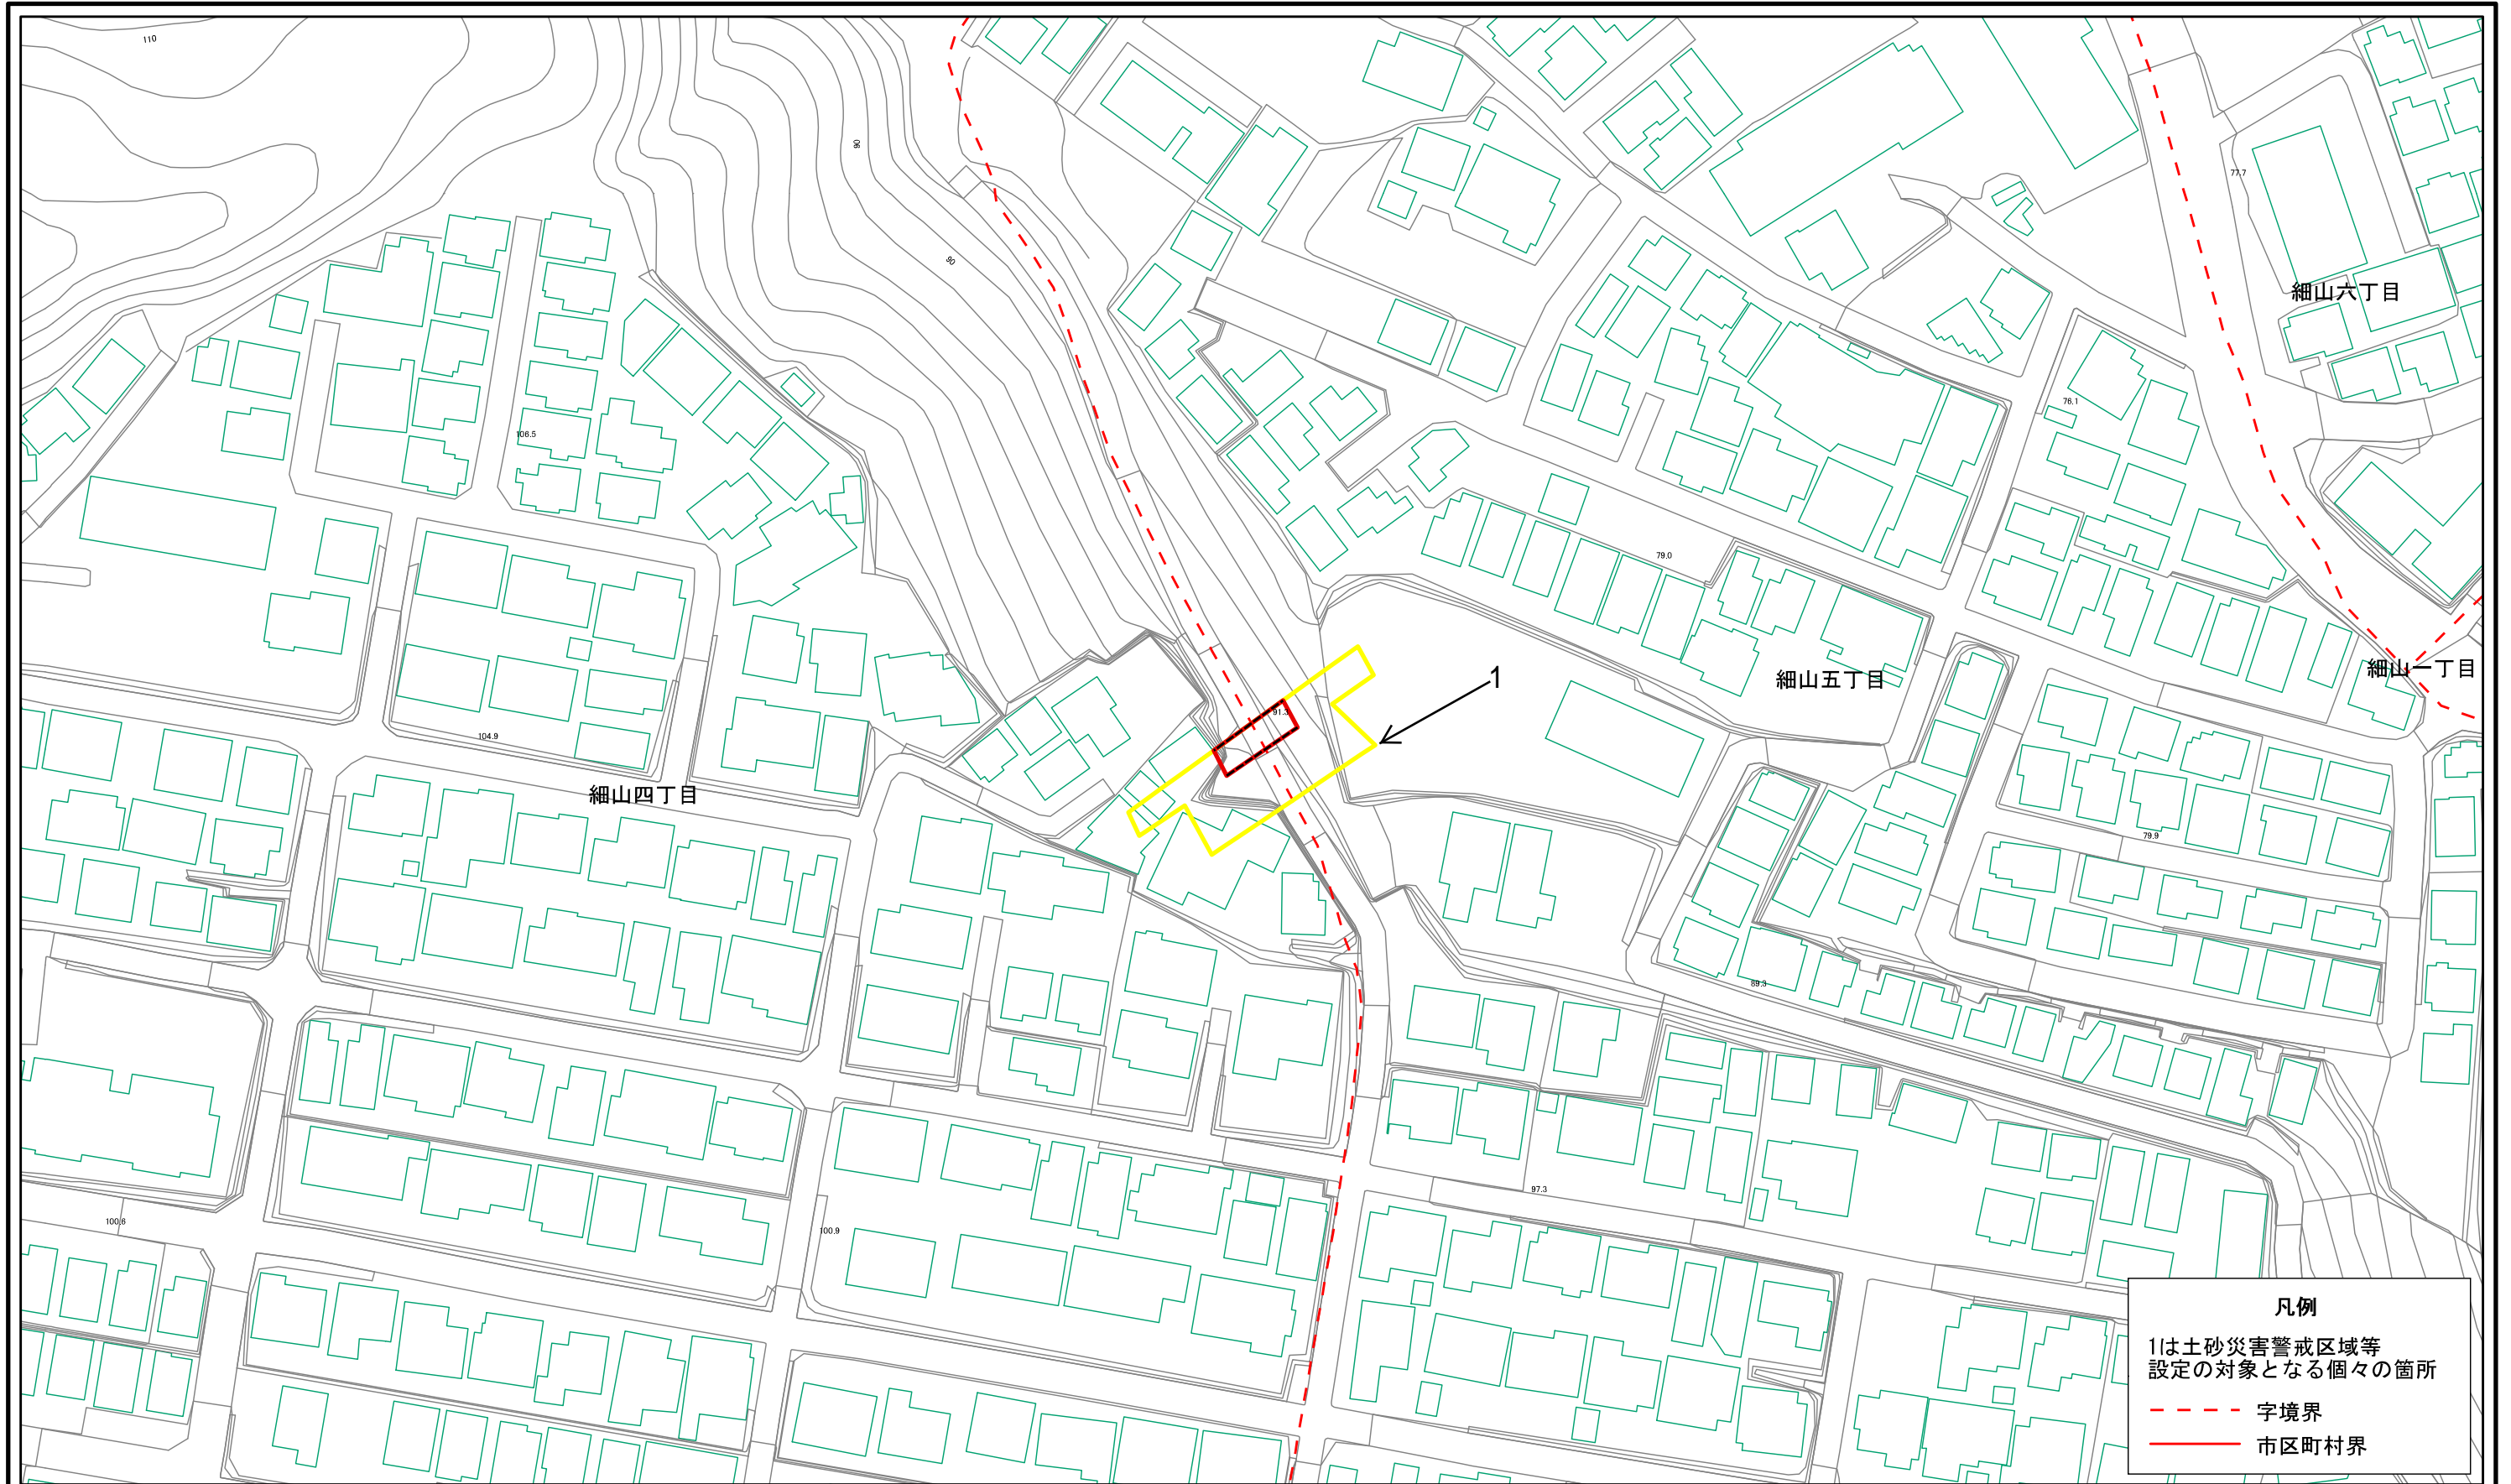 110
90
80
77.7
細山六丁目
76.1
106.5
79.0
細山五丁目
細山一丁目
1
91.3
104.9
細山四丁目
79.9
89.3
97.3
100.6
100.9
凡例
1は土砂災害警戒区域等
設定の対象となる個々の箇所
字境界
市区町村界